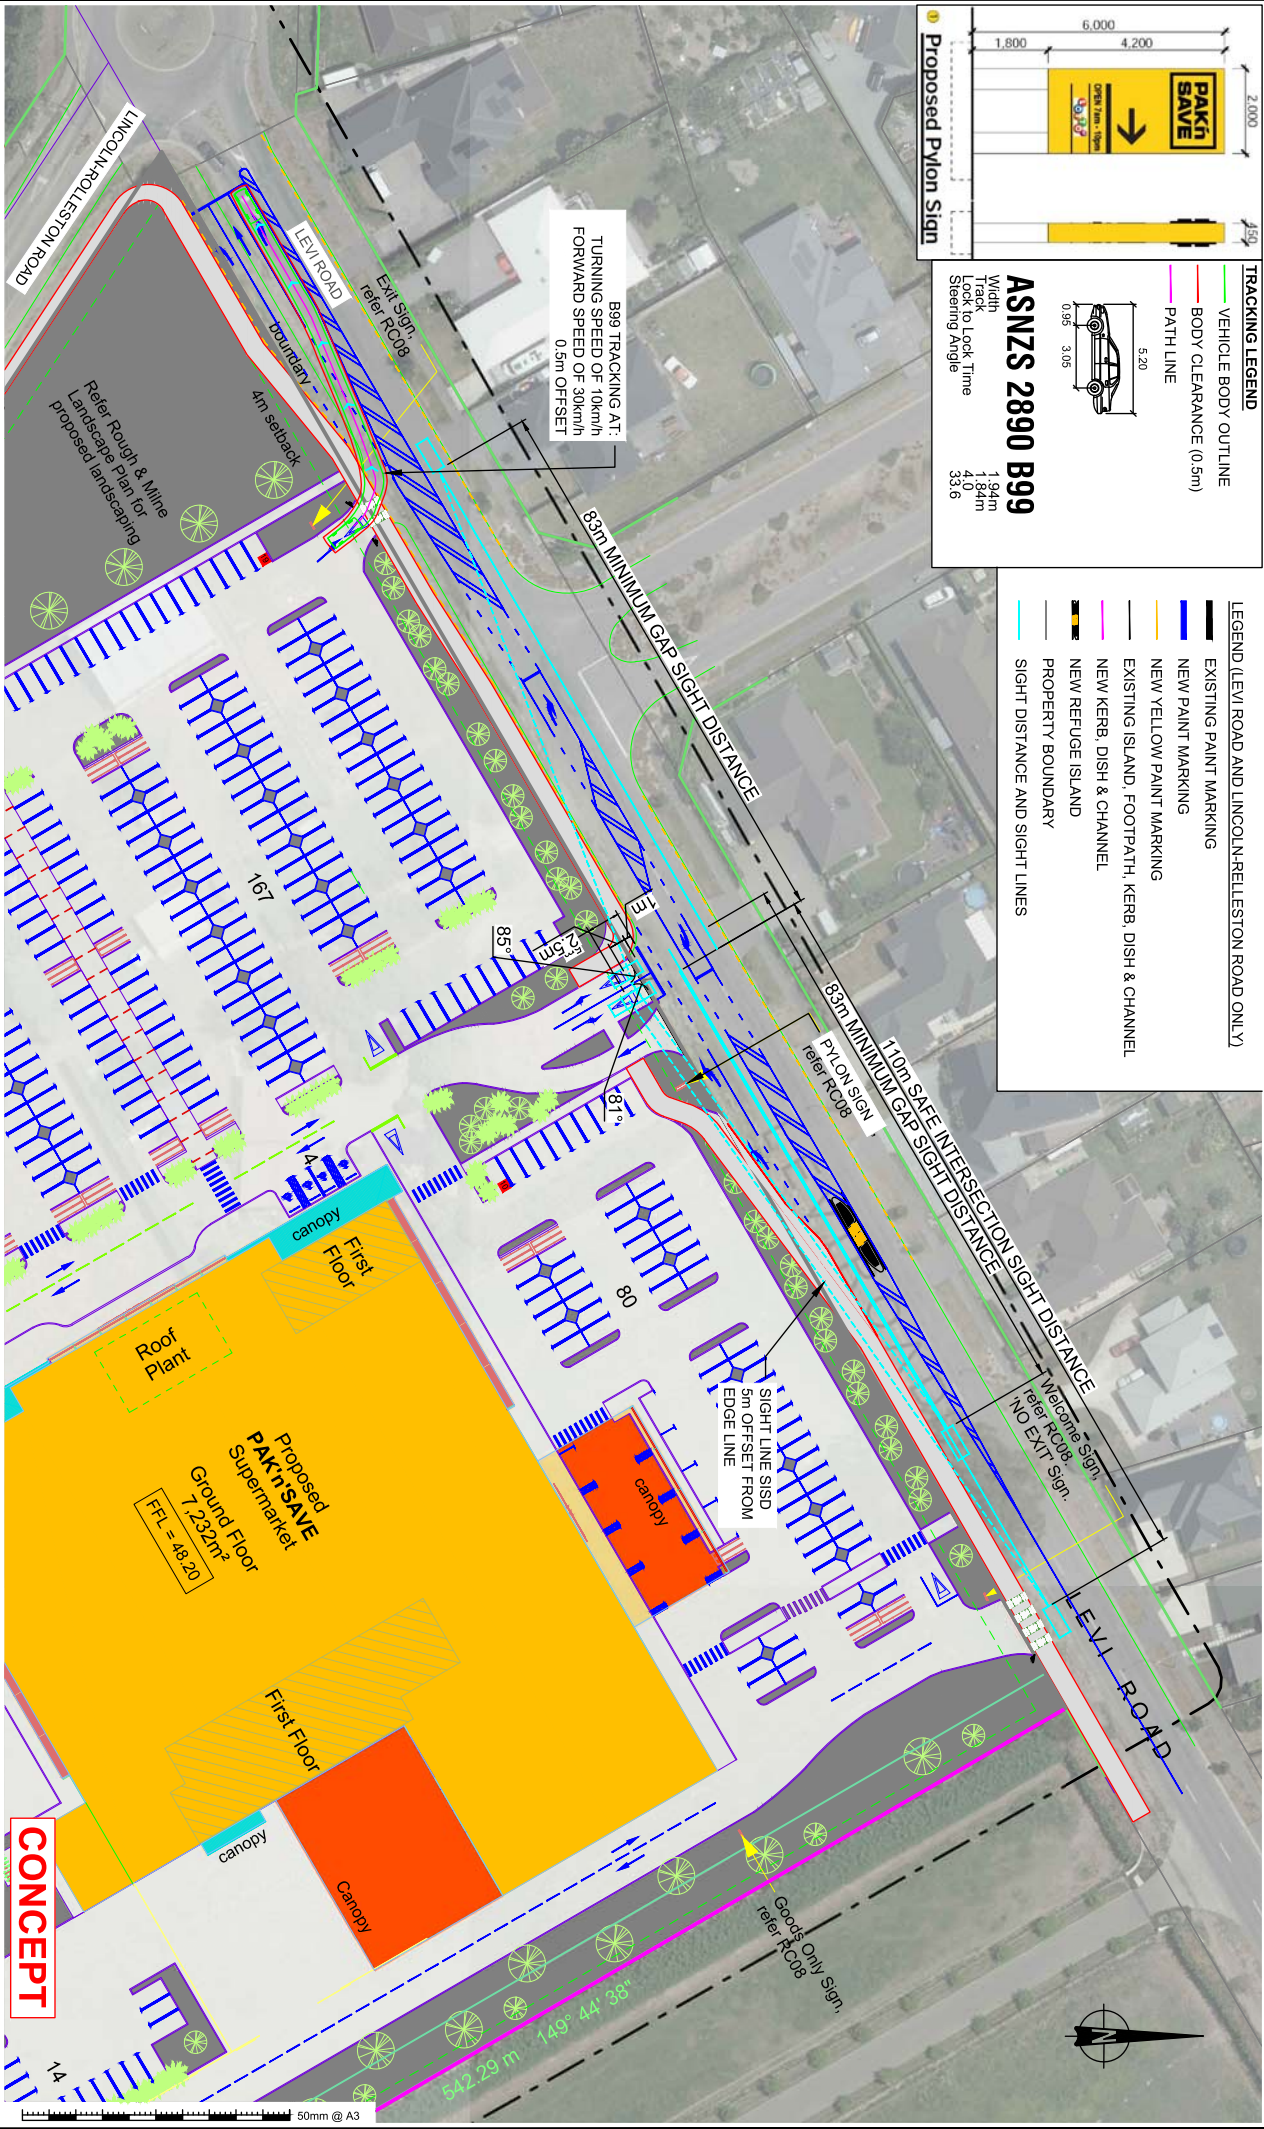 6,000
1,800
4,200
2,000
450
PAK'n
SAVE
OPEN 7am - 10pm
Proposed Pylon Sign
TRACKING LEGEND
VEHICLE BODY OUTLINE
BODY CLEARANCE (0.5m)
PATH LINE
5.20
0.95
3.05
ASNZS 2890 B99
Width 1.94m
Track 1.84m
Lock to Lock Time 4.0
Steering Angle 33.6
LEGEND (LEVI ROAD AND LINCOLN-RELLESTON ROAD ONLY)
EXISTING PAINT MARKING
NEW PAINT MARKING
NEW YELLOW PAINT MARKING
EXISTING ISLAND, FOOTPATH, KERB, DISH & CHANNEL
NEW KERB, DISH & CHANNEL
NEW REFUGE ISLAND
PROPERTY BOUNDARY
SIGHT DISTANCE AND SIGHT LINES
LINCOLN-ROLLESTON ROAD
LEVI ROAD
Exit Sign,
refer RC08
boundary
4m setback
Refer Rough & Milne
Landscape Plan for
proposed landscaping
B99 TRACKING AT:
TURNING SPEED OF 10km/h
FORWARD SPEED OF 30km/h
0.5m OFFSET
83m MINIMUM GAP SIGHT DISTANCE
83m MINIMUM GAP SIGHT DISTANCE
110m SAFE INTERSECTION SIGHT DISTANCE
1m
2.5m
85°
81°
PYLON SIGN
refer RC08
167
4
80
14
canopy
First
Floor
Roof
Plant
Proposed
PAK'n'SAVE
Supermarket
Ground Floor
7,232m²
FFL = 48.20
canopy
SIGHT LINE SISD
5m OFFSET FROM
EDGE LINE
Welcome Sign,
refer RC08.
'NO EXIT' Sign.
LEVI ROAD
First Floor
canopy
Canopy
Goods Only Sign,
refer RC08
542.29 m 149° 44' 38"
CONCEPT
N
50mm @ A3